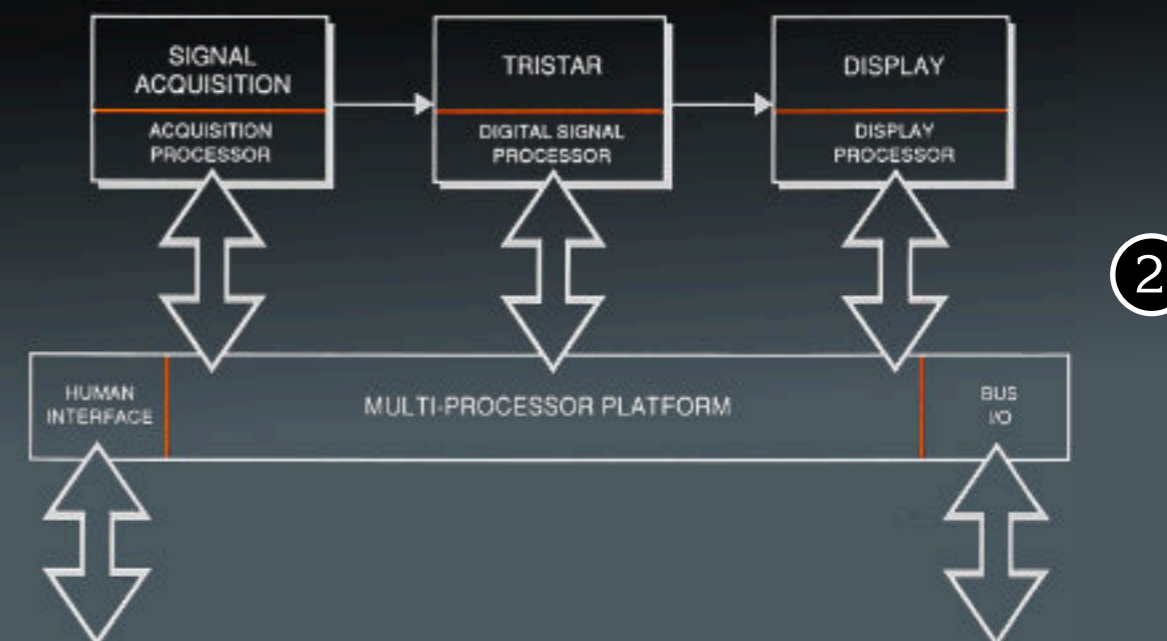 SIGNAL
ACQUISITION
ACQUISITION
PROCESSOR
TRISTAR
DIGITAL SIGNAL
PROCESSOR
DISPLAY
DISPLAY
PROCESSOR
2
HUMAN
INTERFACE
MULTI-PROCESSOR PLATFORM
BUS
I/O